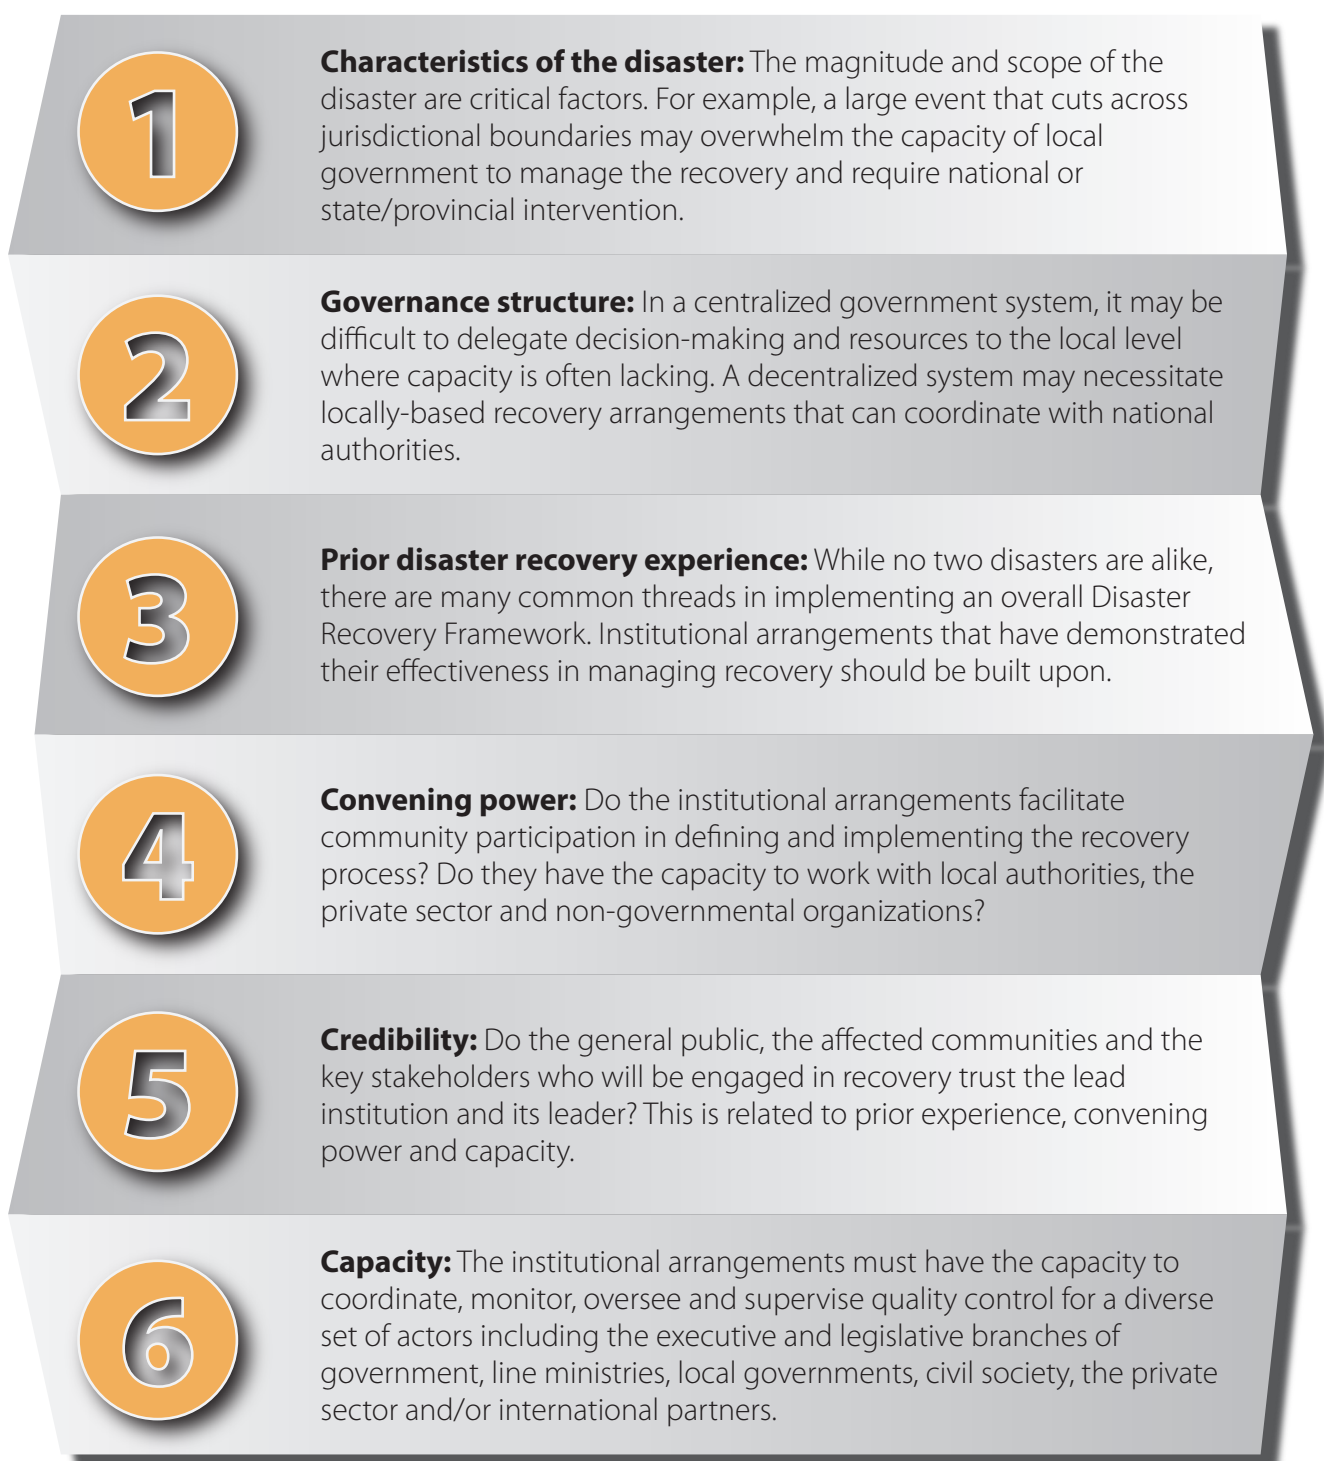 1
Characteristics of the disaster: The magnitude and scope of the
disaster are critical factors. For example, a large event that cuts across
jurisdictional boundaries may overwhelm the capacity of local
government to manage the recovery and require national or
state/provincial intervention.
2
Governance structure: In a centralized government system, it may be
difficult to delegate decision-making and resources to the local level
where capacity is often lacking. A decentralized system may necessitate
locally-based recovery arrangements that can coordinate with national
authorities.
3
Prior disaster recovery experience: While no two disasters are alike,
there are many common threads in implementing an overall Disaster
Recovery Framework. Institutional arrangements that have demonstrated
their effectiveness in managing recovery should be built upon.
4
Convening power: Do the institutional arrangements facilitate
community participation in defining and implementing the recovery
process? Do they have the capacity to work with local authorities, the
private sector and non-governmental organizations?
5
Credibility: Do the general public, the affected communities and the
key stakeholders who will be engaged in recovery trust the lead
institution and its leader? This is related to prior experience, convening
power and capacity.
6
Capacity: The institutional arrangements must have the capacity to
coordinate, monitor, oversee and supervise quality control for a diverse
set of actors including the executive and legislative branches of
government, line ministries, local governments, civil society, the private
sector and/or international partners.